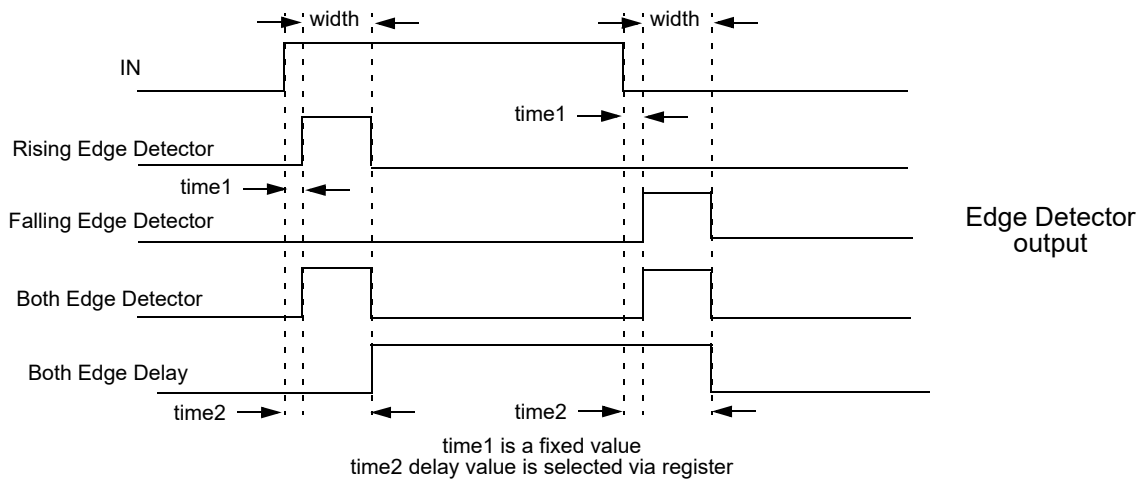 width
width
IN
time1
Rising Edge Detector
time1
Falling Edge Detector
Edge Detector
output
Both Edge Detector
Both Edge Delay
time2
time2
time1 is a fixed value
time2 delay value is selected via register